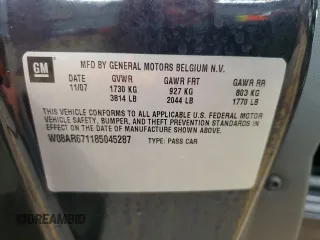 GM
MFD BY GENERAL MOTORS BELGIUM N.V.
DATE GVWR GAWR FRT GAWR RR
11/07 1730 KG 927 KG 803 KG
3814 LB 2044 LB 1770 LB
THIS VEHICLE CONFORMS TO ALL APPLICABLE U.S. FEDERAL MOTOR
VEHICLE SAFETY, BUMPER, AND THEFT PREVENTION STANDARDS IN
EFFECT ON THE DATE OF MANUFACTURE SHOWN ABOVE.
W08AR671185045287 TYPE: PASS CAR
DREAMBID